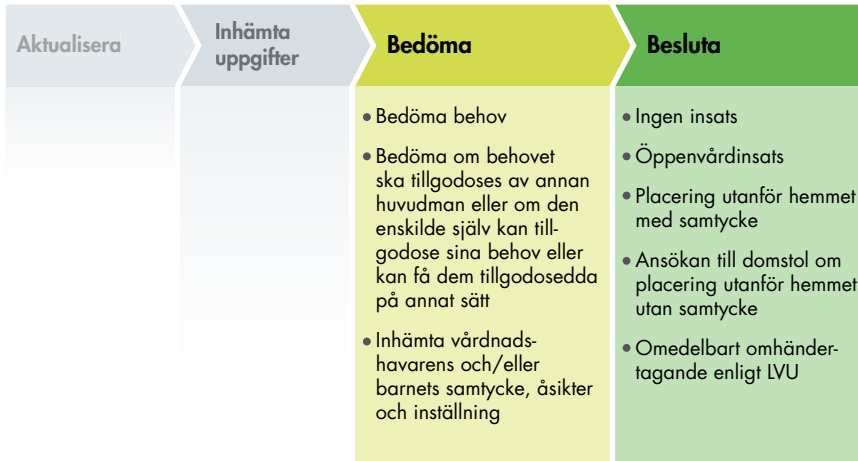 Aktualisera
Inhämta
uppgifter
Bedöma
Besluta
• Bedöma behov
• Bedöma om behovet
ska tillgodoses av annan
huvudman eller om den
enskilde själv kan till-
godose sina behov eller
kan få dem tillgodosedda
på annat sätt
• Inhämta vårdnads-
havarens och/eller
barnets samtycke, åsikter
och inställning
• Ingen insats
• Öppenvårdinsats
• Placering utanför hemmet
med samtycke
• Ansökan till domstol om
placering utanför hemmet
utan samtycke
• Omedelbart omhänder-
tagande enligt LVU